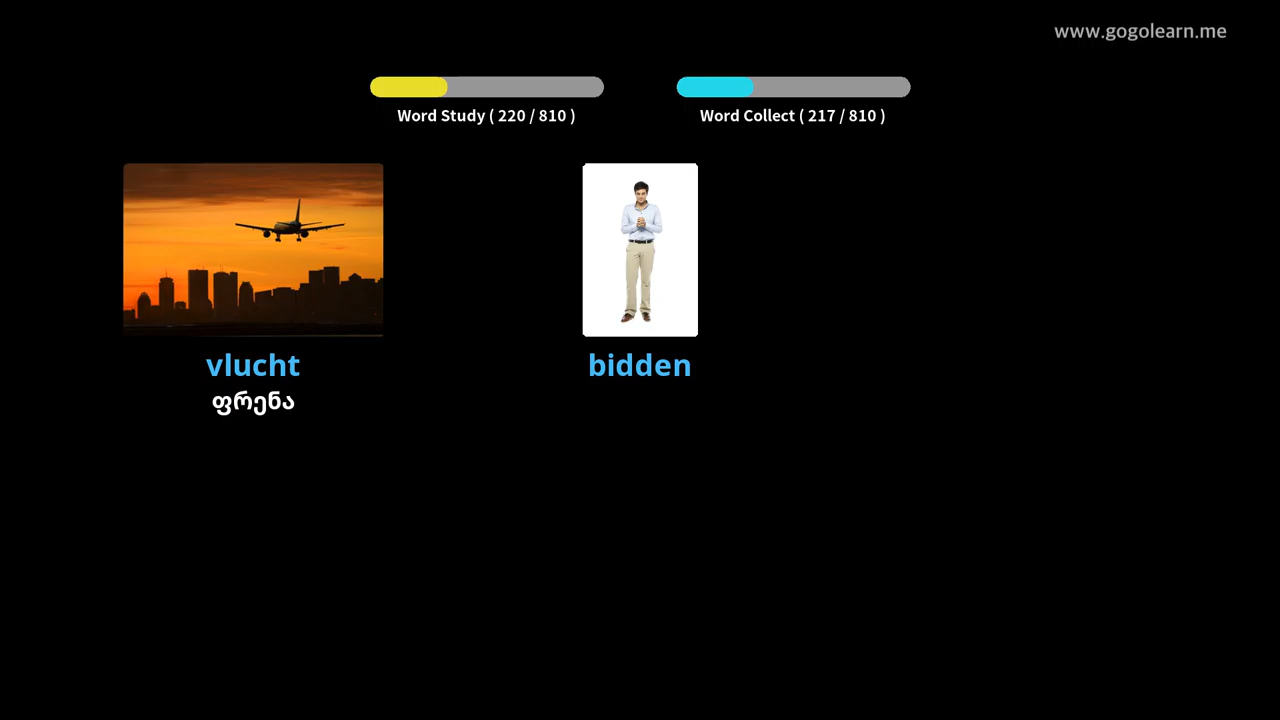 www.gogolearn.me
Word Study ( 220 / 810 )
Word Collect ( 217 / 810 )
vlucht
ფრენა
bidden